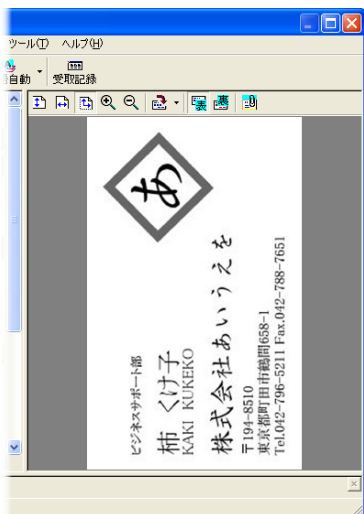 ツール(T) ヘルプ(H)
自動
受取記録
表
裏
あ
ビジネスサポート部
柿 くけ子
KAKI KUKEKO
株式会社あいうえを
〒194-8510
東京都町田市鶴間658-1
Tel.042-796-5211 Fax.042-788-7651